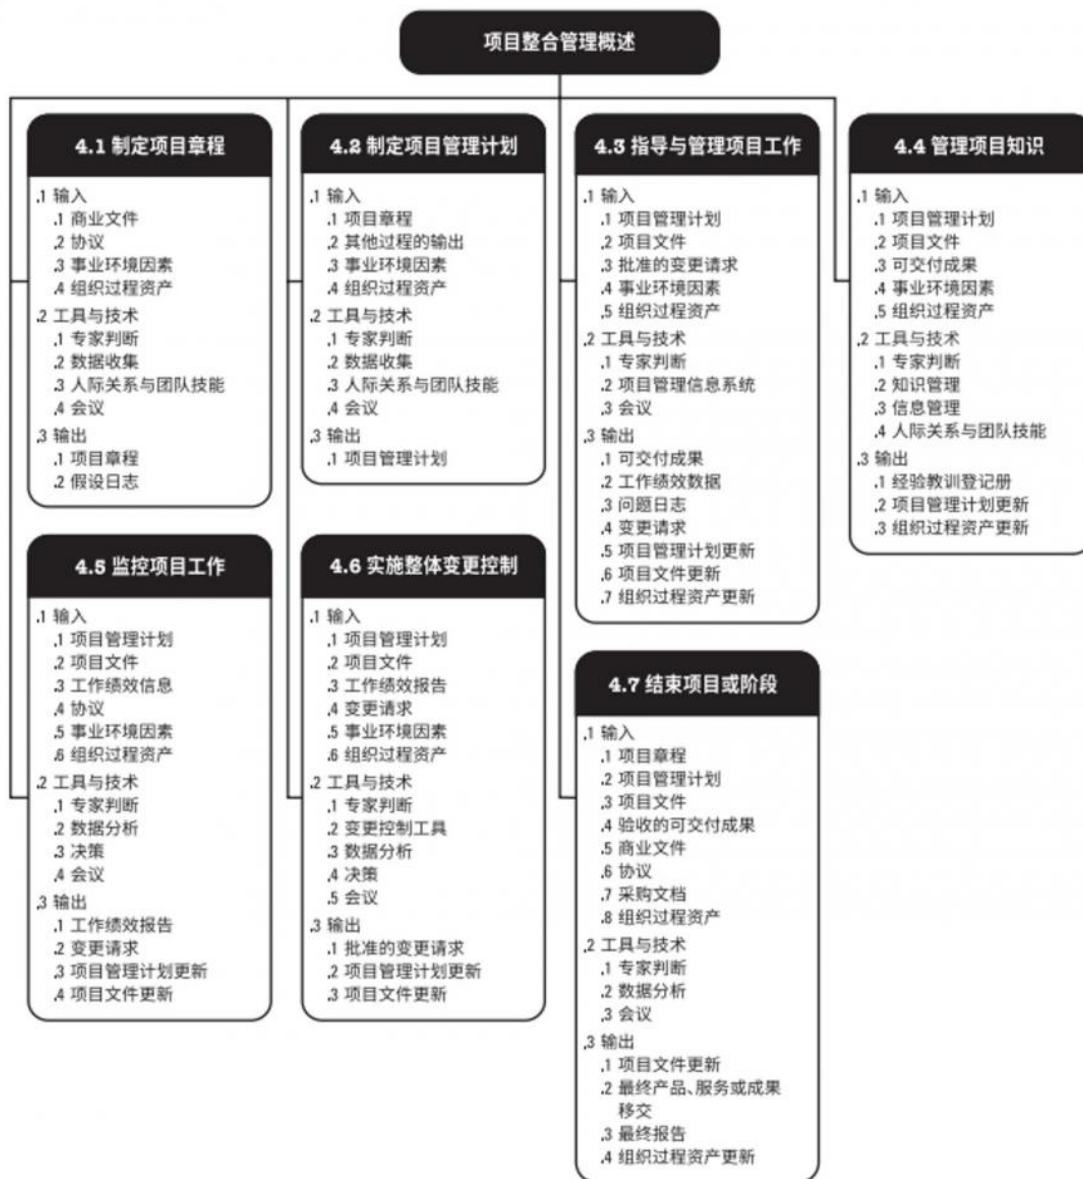 项目整合管理概述
4.1 制定项目章程
.1 输入
.1 商业文件
.2 协议
.3 事业环境因素
.4 组织过程资产
.2 工具与技术
.1 专家判断
.2 数据收集
.3 人际关系与团队技能
.4 会议
.3 输出
.1 项目章程
.2 假设日志
4.2 制定项目管理计划
.1 输入
.1 项目章程
.2 其他过程的输出
.3 事业环境因素
.4 组织过程资产
.2 工具与技术
.1 专家判断
.2 数据收集
.3 人际关系与团队技能
.4 会议
.3 输出
.1 项目管理计划
4.3 指导与管理项目工作
.1 输入
.1 项目管理计划
.2 项目文件
.3 批准的变更请求
.4 事业环境因素
.5 组织过程资产
.2 工具与技术
.1 专家判断
.2 项目管理信息系统
.3 会议
.3 输出
.1 可交付成果
.2 工作绩效数据
.3 问题日志
.4 变更请求
.5 项目管理计划更新
.6 项目文件更新
.7 组织过程资产更新
4.4 管理项目知识
.1 输入
.1 项目管理计划
.2 项目文件
.3 可交付成果
.4 事业环境因素
.5 组织过程资产
.2 工具与技术
.1 专家判断
.2 知识管理
.3 信息管理
.4 人际关系与团队技能
.3 输出
.1 经验教训登记册
.2 项目管理计划更新
.3 组织过程资产更新
4.5 监控项目工作
.1 输入
.1 项目管理计划
.2 项目文件
.3 工作绩效信息
.4 协议
.5 事业环境因素
.6 组织过程资产
.2 工具与技术
.1 专家判断
.2 数据分析
.3 决策
.4 会议
.3 输出
.1 工作绩效报告
.2 变更请求
.3 项目管理计划更新
.4 项目文件更新
4.6 实施整体变更控制
.1 输入
.1 项目管理计划
.2 项目文件
.3 工作绩效报告
.4 变更请求
.5 事业环境因素
.6 组织过程资产
.2 工具与技术
.1 专家判断
.2 变更控制工具
.3 数据分析
.4 决策
.5 会议
.3 输出
.1 批准的变更请求
.2 项目管理计划更新
.3 项目文件更新
4.7 结束项目或阶段
.1 输入
.1 项目章程
.2 项目管理计划
.3 项目文件
.4 验收的可交付成果
.5 商业文件
.6 协议
.7 采购文档
.8 组织过程资产
.2 工具与技术
.1 专家判断
.2 数据分析
.3 会议
.3 输出
.1 项目文件更新
.2 最终产品、服务或成果
移交
.3 最终报告
.4 组织过程资产更新